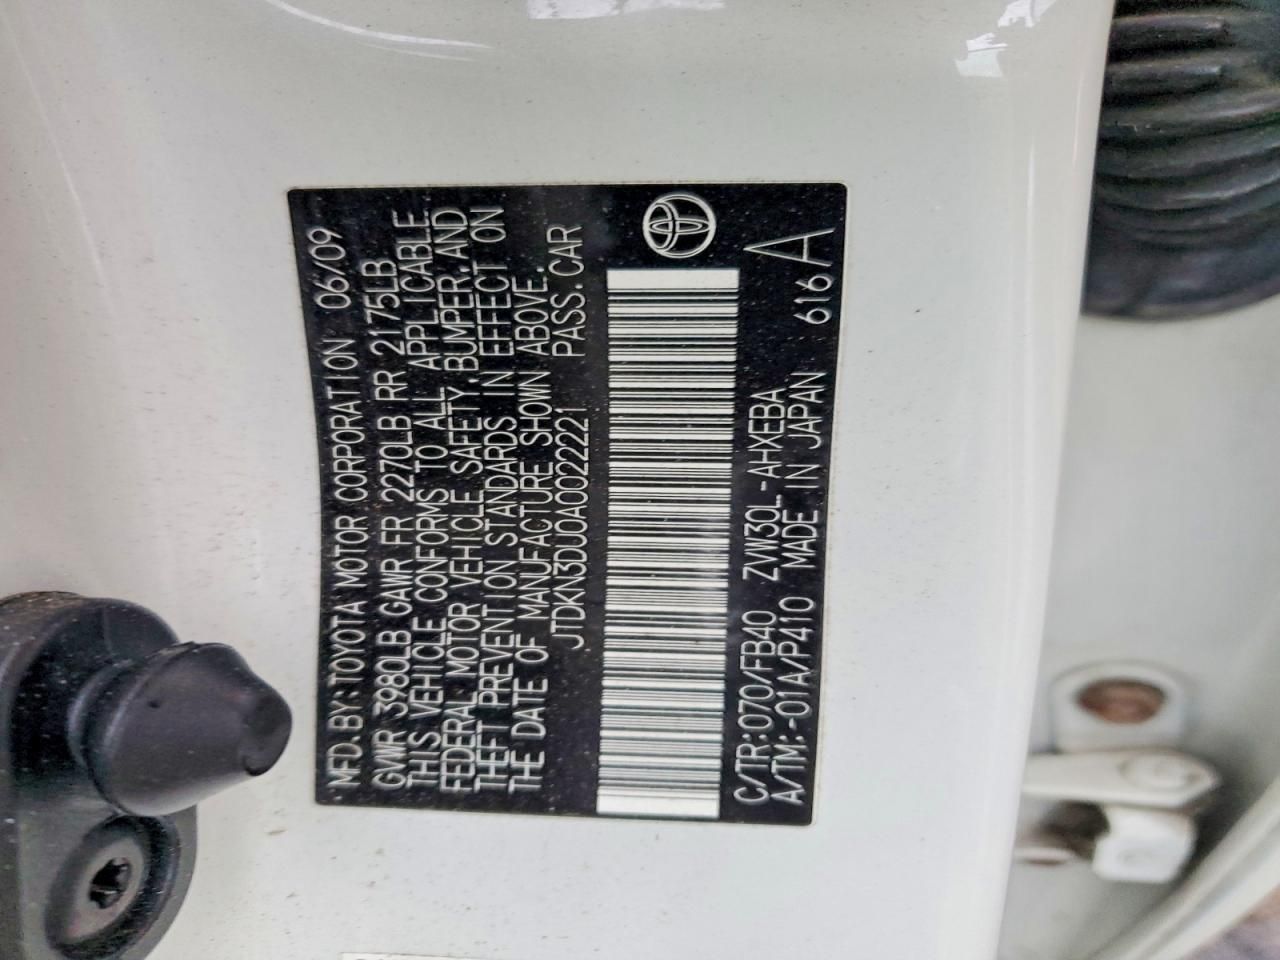 MFD.BY:TOYOTA MOTOR CORPORATION 06/09
GVWR 3980LB GAWR FR 2270LB RR 2175LB
THIS VEHICLE CONFORMS TO ALL APPLICABLE
FEDERAL MOTOR VEHICLE SAFETY,BUMPER,AND
THEFT PREVENTION STANDARDS IN EFFECT ON
THE DATE OF MANUFACTURE SHOWN ABOVE.
JTDKN3DU0A0022221 PASS.CAR
C/TR:070/FB40 ZVW30L-AHXEBA
A/TM:-01A/P410 MADE IN JAPAN 616 A